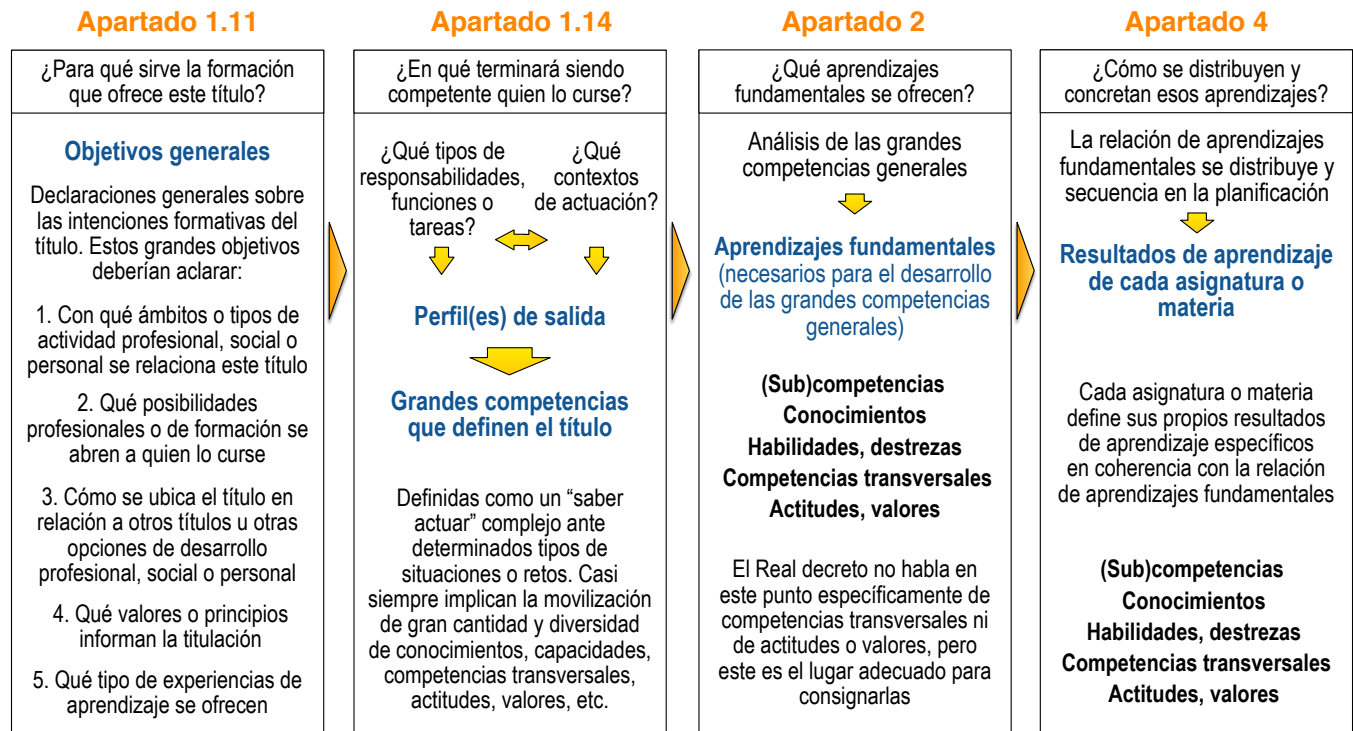 Apartado 1.11
¿Para qué sirve la formación
que ofrece este título?
Objetivos generales
Declaraciones generales sobre
las intenciones formativas del
título. Estos grandes objetivos
deberían aclarar:
1. Con qué ámbitos o tipos de
actividad profesional, social o
personal se relaciona este título
2. Qué posibilidades
profesionales o de formación se
abren a quien lo curse
3. Cómo se ubica el título en
relación a otros títulos u otras
opciones de desarrollo
profesional, social o personal
4. Qué valores o principios
informan la titulación
5. Qué tipo de experiencias de
aprendizaje se ofrecen
Apartado 1.14
¿En qué terminará siendo
competente quien lo curse?
¿Qué tipos de
responsabilidades,
funciones o
tareas?
¿Qué
contextos
de actuación?
Perfil(es) de salida
Grandes competencias
que definen el título
Definidas como un “saber
actuar” complejo ante
determinados tipos de
situaciones o retos. Casi
siempre implican la movilización
de gran cantidad y diversidad
de conocimientos, capacidades,
competencias transversales,
actitudes, valores, etc.
Apartado 2
¿Qué aprendizajes
fundamentales se ofrecen?
Análisis de las grandes
competencias generales
Aprendizajes fundamentales
(necesarios para el desarrollo
de las grandes competencias
generales)
(Sub)competencias
Conocimientos
Habilidades, destrezas
Competencias transversales
Actitudes, valores
El Real decreto no habla en
este punto específicamente de
competencias transversales ni
de actitudes o valores, pero
este es el lugar adecuado para
consignarlas
Apartado 4
¿Cómo se distribuyen y
concretan esos aprendizajes?
La relación de aprendizajes
fundamentales se distribuye y
secuencia en la planificación
Resultados de aprendizaje
de cada asignatura o
materia
Cada asignatura o materia
define sus propios resultados
de aprendizaje específicos
en coherencia con la relación
de aprendizajes fundamentales
(Sub)competencias
Conocimientos
Habilidades, destrezas
Competencias transversales
Actitudes, valores